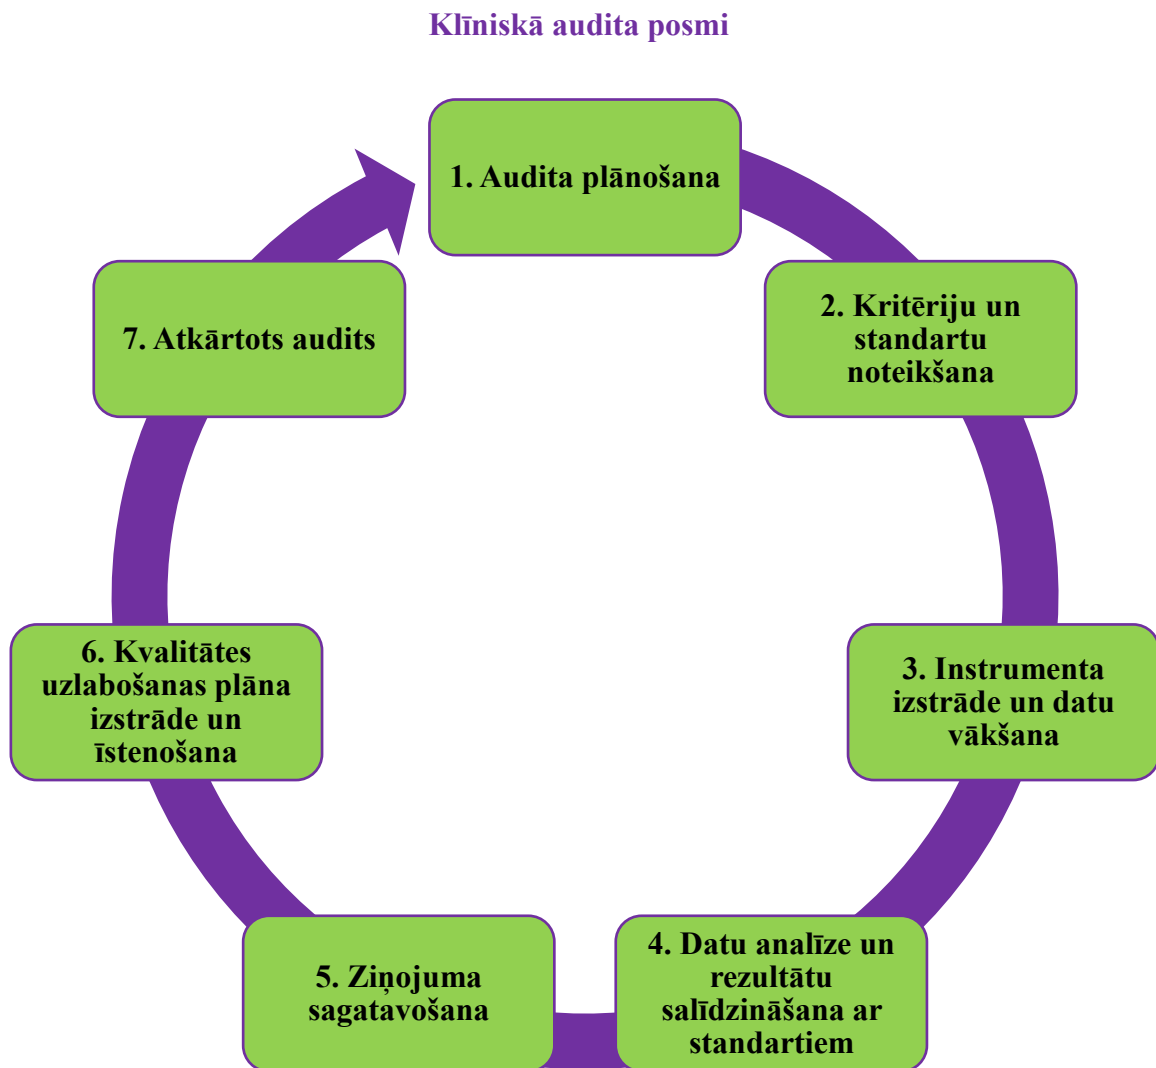 Klīniskā audita posmi
1. Audita plānošana
2. Kritēriju un
standartu
noteikšana
3. Instrumenta
izstrāde un datu
vākšana
4. Datu analīze un
rezultātu
salīdzināšana ar
standartiem
5. Ziņojuma
sagatavošana
6. Kvalitātes
uzlabošanas plāna
izstrāde un
īstenošana
7. Atkārtots audits